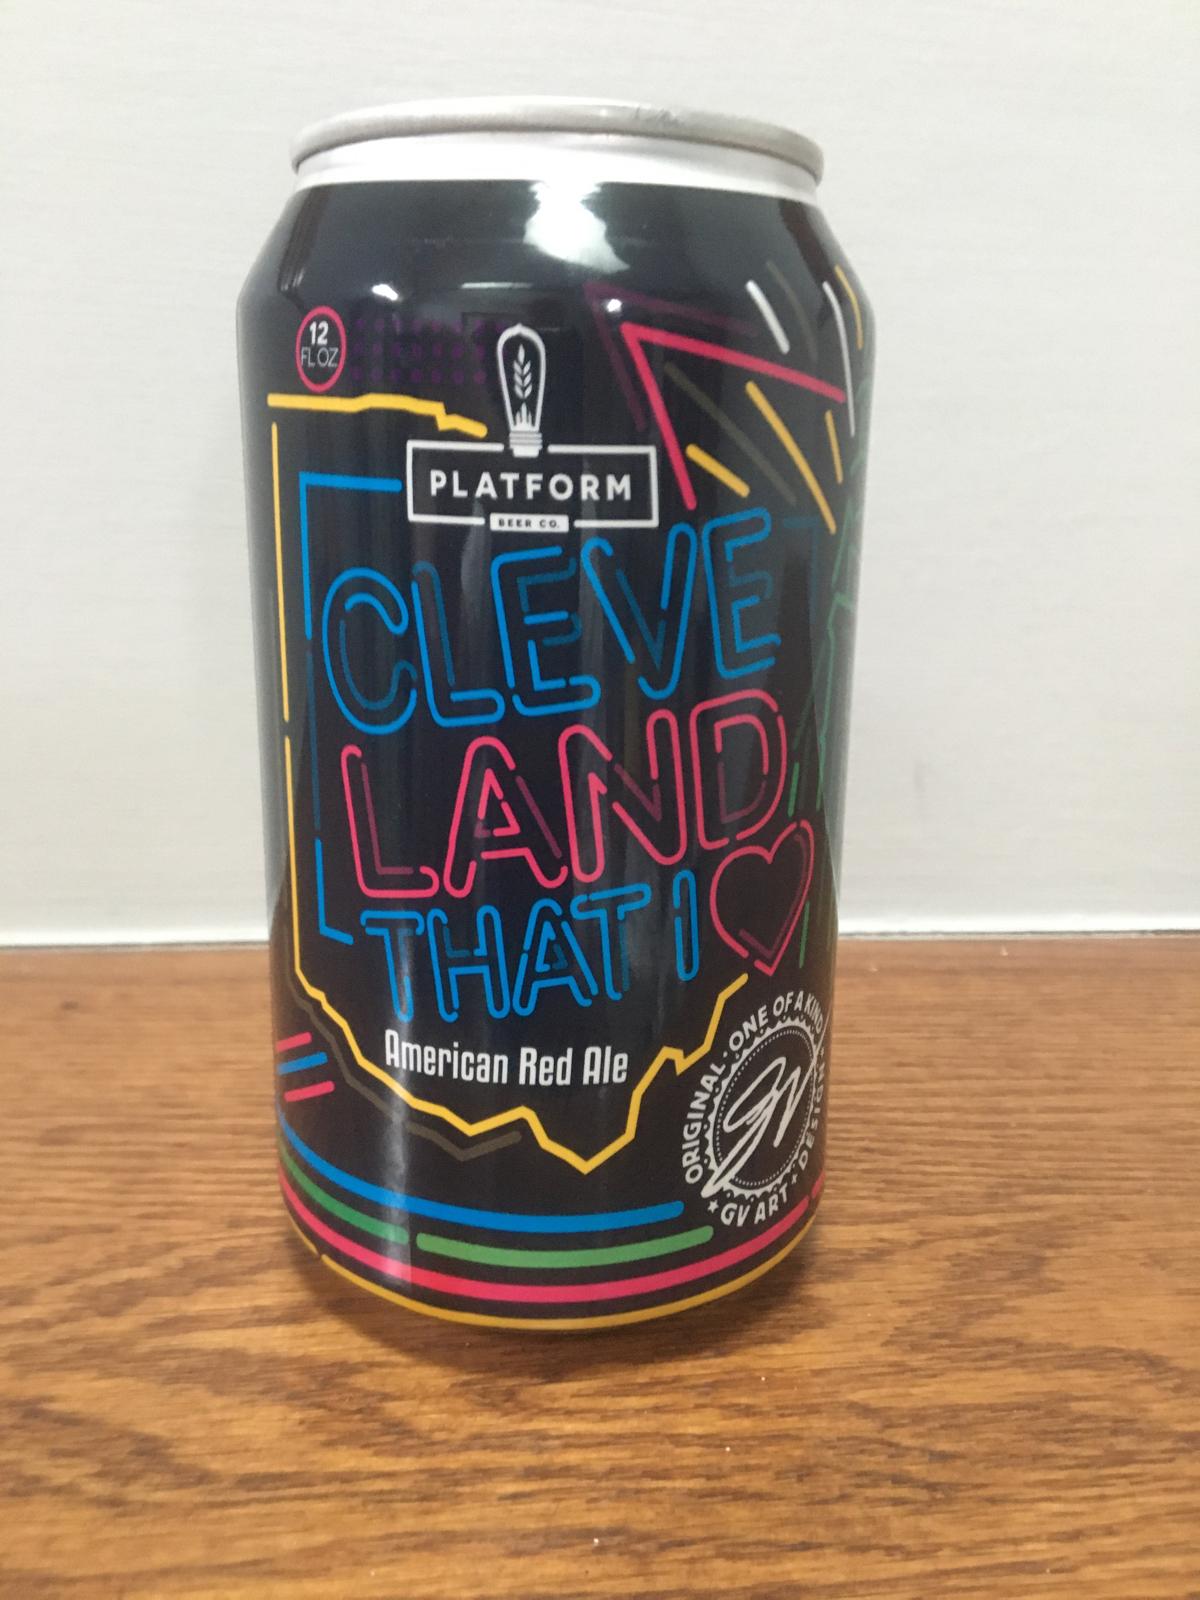 12
FL OZ
PLATFORM
BEER CO.
CLEVE
LAND
THAT I
American Red Ale
ORIGINAL · ONE OF A KIND
DESIGN
GV ART
GV